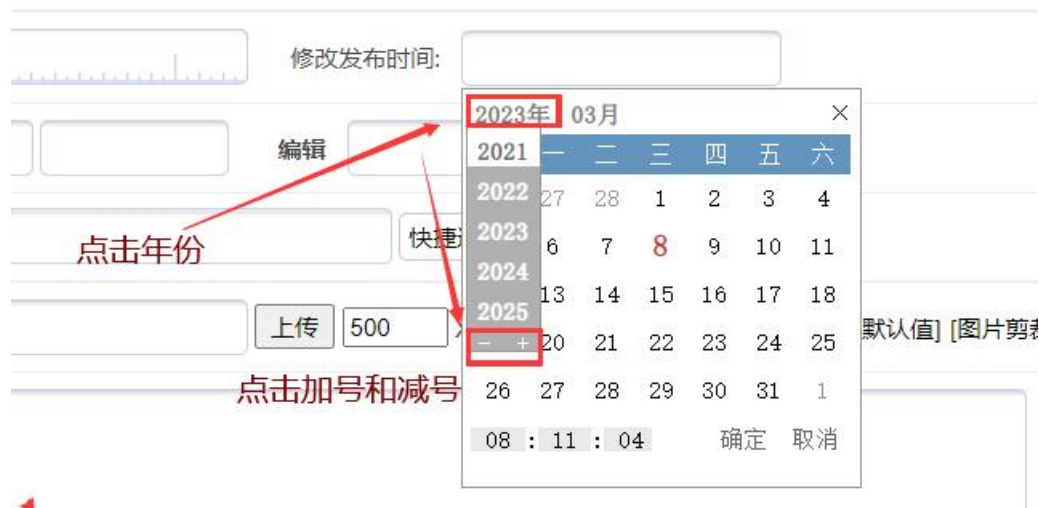 修改发布时间:
2023年 03月 ×
编辑
2021 一 二 三 四 五 六
2022 27 28 1 2 3 4
点击年份
快捷
2023 6 7 8 9 10 11
2024
13 14 15 16 17 18
2025
上传 500
- + 20 21 22 23 24 25
默认值] [图片剪裁
点击加号和减号
26 27 28 29 30 31 1
08 : 11 : 04 确定 取消